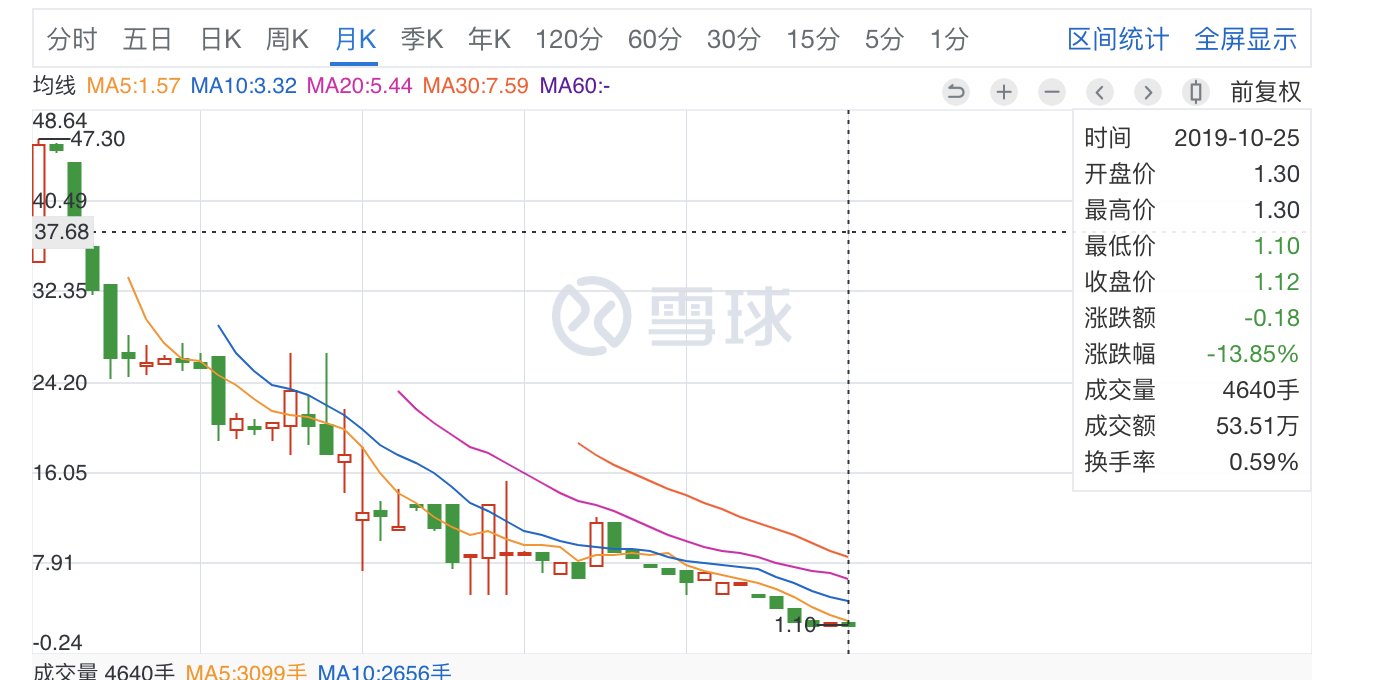 分时 五日 日K 周K 月K 季K 年K 120分 60分 30分 15分 5分 1分 区间统计 全屏显示
均线 MA5:1.57 MA10:3.32 MA20:5.44 MA30:7.59 MA60:-
前复权
48.64
47.30
40.49
37.68
32.35
24.20
16.05
7.91
1.10
-0.24
雪球
时间 2019-10-25
开盘价 1.30
最高价 1.30
最低价 1.10
收盘价 1.12
涨跌额 -0.18
涨跌幅 -13.85%
成交量 4640手
成交额 53.51万
换手率 0.59%
成交量 4640手 MA5:3099手 MA10:2656手